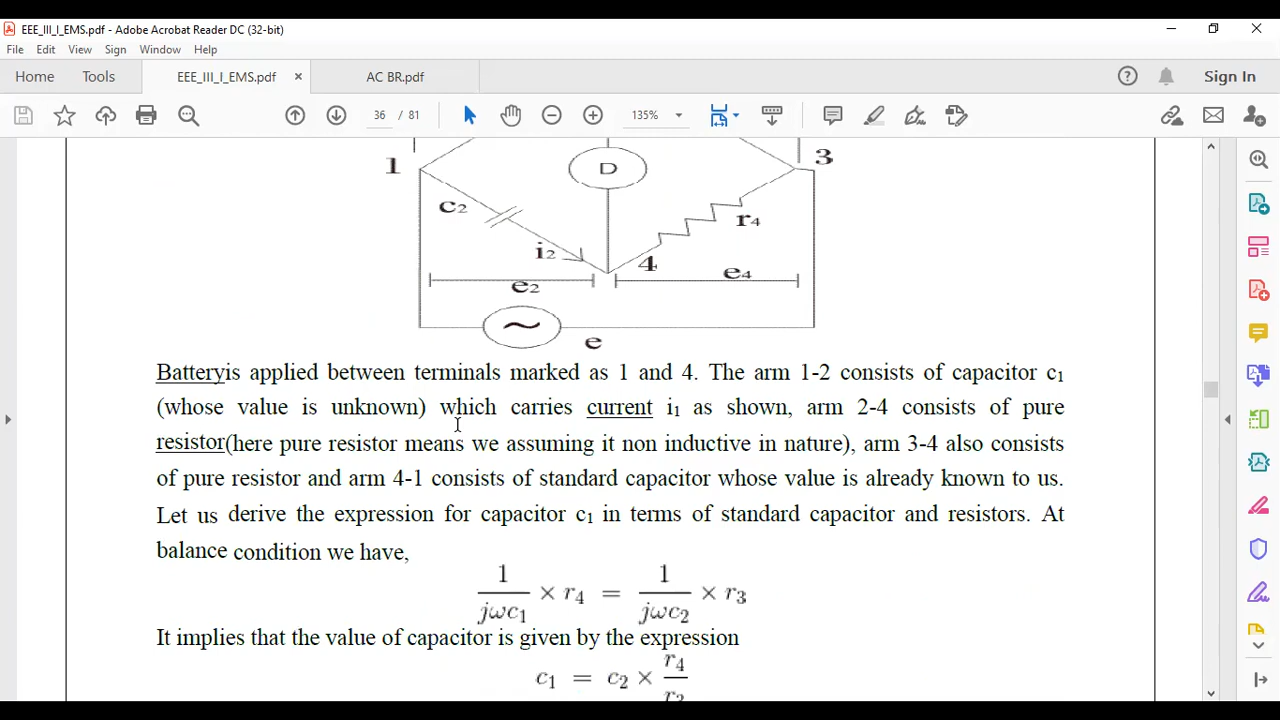 EEE_III_I_EMS.pdf - Adobe Acrobat Reader DC (32-bit)
File Edit View Sign Window Help
Home Tools EEE_III_I_EMS.pdf × AC BR.pdf Sign In
36 / 81 135%
1 D 3
c2 r4
i2 4
e2 e4
~ e
Batteryis applied between terminals marked as 1 and 4. The arm 1-2 consists of capacitor c1
(whose value is unknown) which carries current i1 as shown, arm 2-4 consists of pure
resistor(here pure resistor means we assuming it non inductive in nature), arm 3-4 also consists
of pure resistor and arm 4-1 consists of standard capacitor whose value is already known to us.
Let us derive the expression for capacitor c1 in terms of standard capacitor and resistors. At
balance condition we have,
1/jωc1 × r4 = 1/jωc2 × r3
It implies that the value of capacitor is given by the expression
c1 = c2 × r4/r3